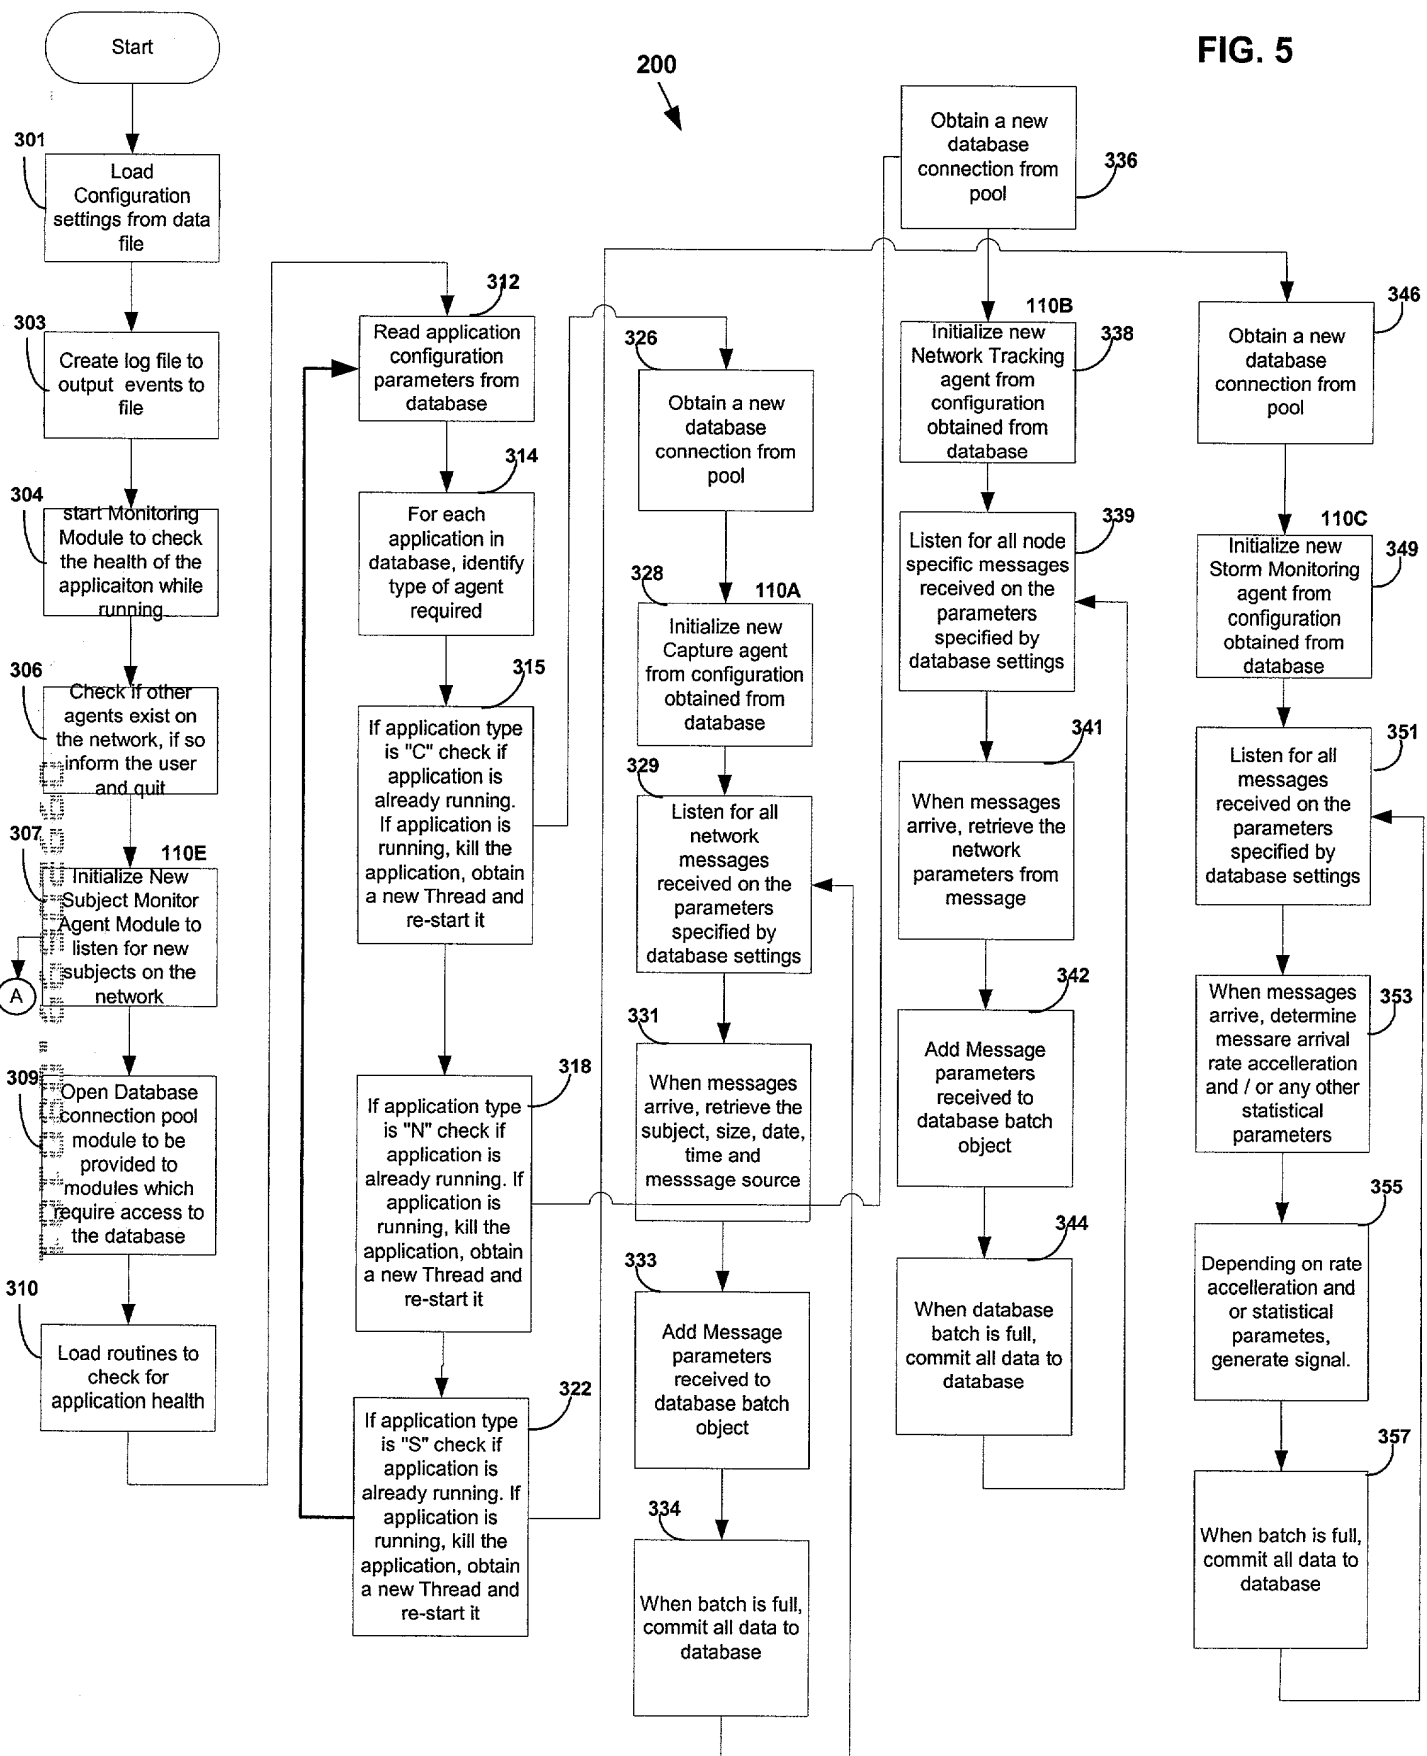 FIG. 5
200
Start
301
Load
Configuration
settings from data
file
303
Create log file to
output events to
file
304
start Monitoring
Module to check
the health of the
applicaiton while
running
306
Check if other
agents exist on
the network, if so
inform the user
and quit
307
110E
Initialize New
Subject Monitor
Agent Module to
listen for new
subjects on the
network
A
309
Open Database
connection pool
module to be
provided to
modules which
require access to
the database
310
Load routines to
check for
application health
312
Read application
configuration
parameters from
database
314
For each
application in
database, identify
type of agent
required
315
If application type
is "C" check if
application is
already running.
If application is
running, kill the
application, obtain
a new Thread and
re-start it
318
If application type
is "N" check if
application is
already running. If
application is
running, kill the
application, obtain
a new Thread and
re-start it
322
If application type
is "S" check if
application is
already running. If
application is
running, kill the
application, obtain
a new Thread and
re-start it
326
Obtain a new
database
connection from
pool
328
110A
Initialize new
Capture agent
from configuration
obtained from
database
329
Listen for all
network
messages
received on the
parameters
specified by
database settings
331
When messages
arrive, retrieve the
subject, size, date,
time and
messsage source
333
Add Message
parameters
received to
database batch
object
334
When batch is full,
commit all data to
database
336
Obtain a new
database
connection from
pool
110B
338
Initialize new
Network Tracking
agent from
configuration
obtained from
database
339
Listen for all node
specific messages
received on the
parameters
specified by
database settings
341
When messages
arrive, retrieve the
network
parameters from
message
342
Add Message
parameters
received to
database batch
object
344
When database
batch is full,
commit all data to
database
346
Obtain a new
database
connection from
pool
110C
349
Initialize new
Storm Monitoring
agent from
configuration
obtained from
database
351
Listen for all
messages
received on the
parameters
specified by
database settings
353
When messages
arrive, determine
messare arrival
rate accelleration
and / or any other
statistical
parameters
355
Depending on rate
accelleration and
or statistical
parametes,
generate signal.
357
When batch is full,
commit all data to
database